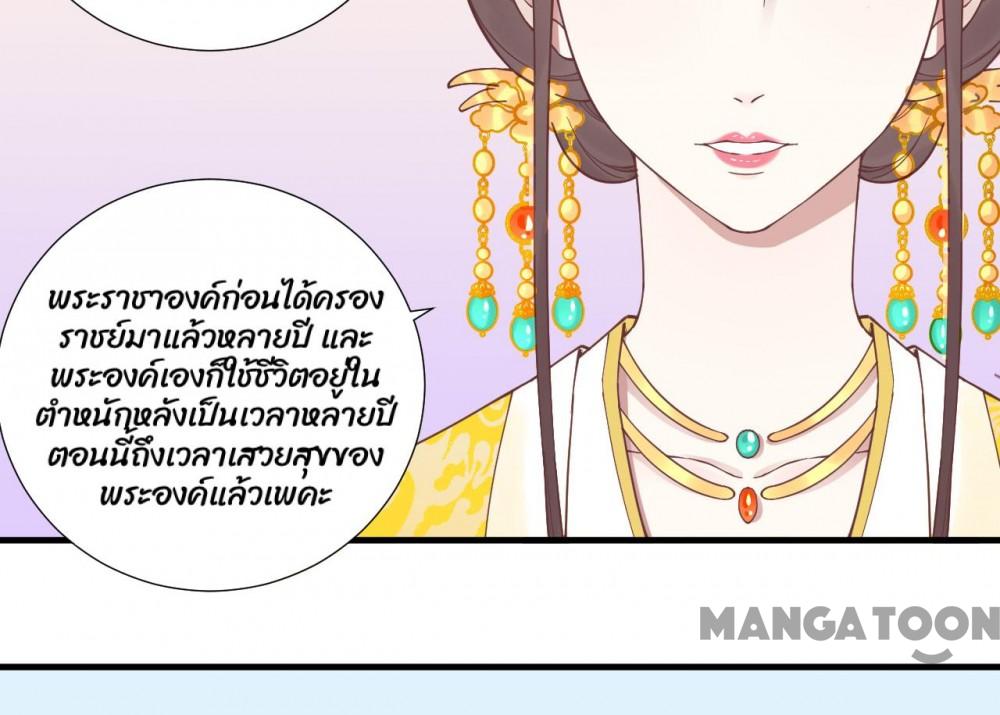 พระราชาองค์ก่อนได้ครอง
ราชย์มาแล้วหลายปี และ
พระองค์เองก็ใช้ชีวิตอยู่ใน
ตำหนักหลังเป็นเวลาหลายปี
ตอนนี้ถึงเวลาเสวยสุขของ
พระองค์แล้วเพคะ
MANGATOON